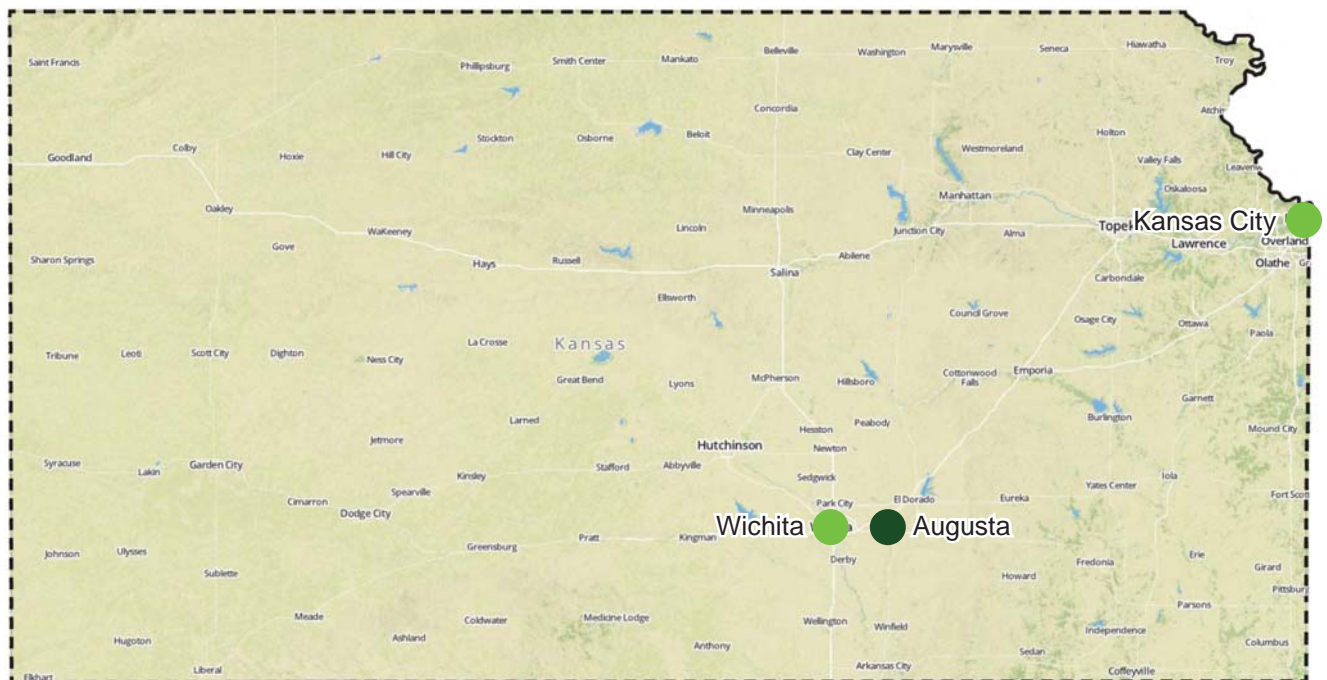 Belleville
Washington
Marysville
Seneca
Hiawatha
Saint Francis
Phillipsburg
Smith Center
Mankato
Troy
Concordia
Atchis
Stockton
Osborne
Beloit
Holton
Goodland
Colby
Hoxie
Hill City
Clay Center
Westmoreland
Valley Falls
Leavenw
Oskaloosa
Manhattan
Oakley
Minneapolis
WaKeeney
Lincoln
Junction City
Alma
Topeka
Kansas City
Gove
Lawrence
Overland
Sharon Springs
Hays
Russell
Salina
Abilene
Olathe
Gr
Carbondale
Ellsworth
Council Grove
Osage City
Ottawa
Paola
Tribune
Leoti
Scott City
Dighton
Ness City
La Crosse
Kansas
Great Bend
Lyons
McPherson
Hillsboro
Cottonwood
Falls
Emporia
Garnett
Larned
Hesston
Peabody
Burlington
Mound City
Jetmore
Hutchinson
Newton
Syracuse
Lakin
Garden City
Kinsley
Stafford
Abbyville
Sedgwick
Iola
Cimarron
Spearville
Dodge City
Park City
El Dorado
Eureka
Yates Center
Fort Scott
Wichita
Augusta
Johnson
Ulysses
Greensburg
Pratt
Kingman
Derby
Erie
Sublette
Howard
Fredonia
Girard
Pittsburg
Meade
Coldwater
Medicine Lodge
Wellington
Winfield
Parsons
Hugoton
Ashland
Anthony
Independence
Columbus
Sedan
Elkhart
Liberal
Arkansas City
Coffeyville